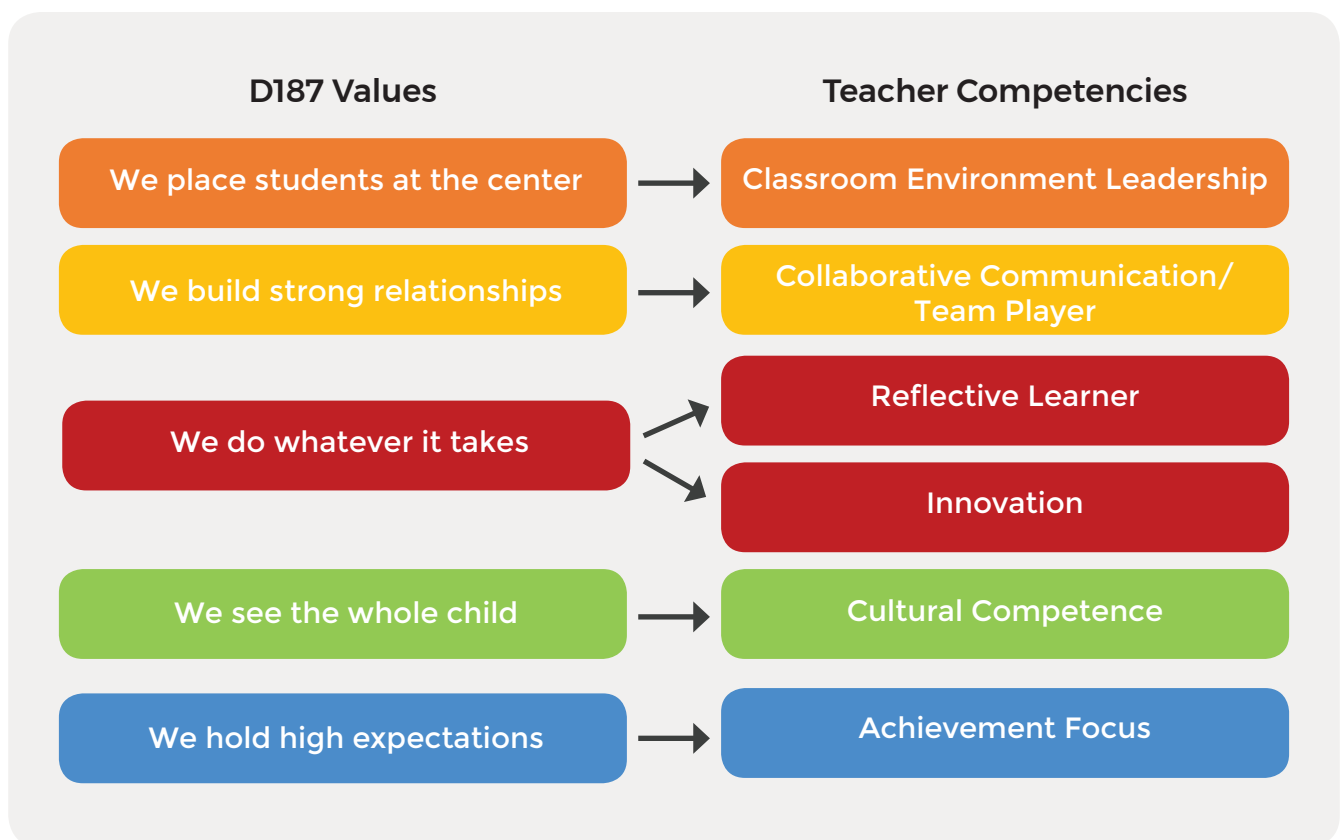 D187 Values
Teacher Competencies
We place students at the center
Classroom Environment Leadership
We build strong relationships
Collaborative Communication/
Team Player
We do whatever it takes
Reflective Learner
Innovation
We see the whole child
Cultural Competence
We hold high expectations
Achievement Focus